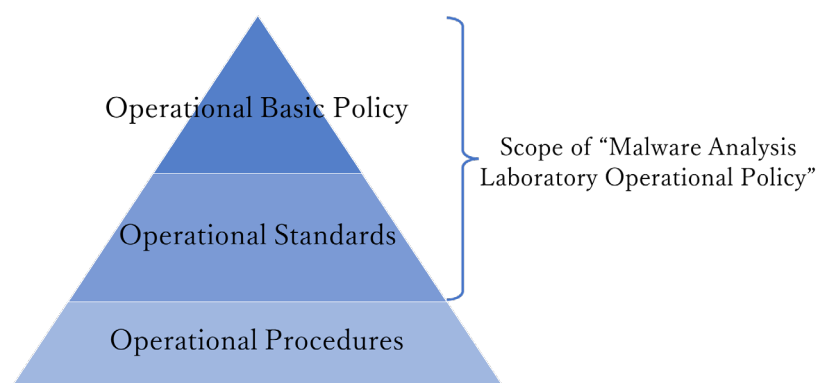 Operational Basic Policy
Scope of “Malware Analysis
Laboratory Operational Policy”
Operational Standards
Operational Procedures